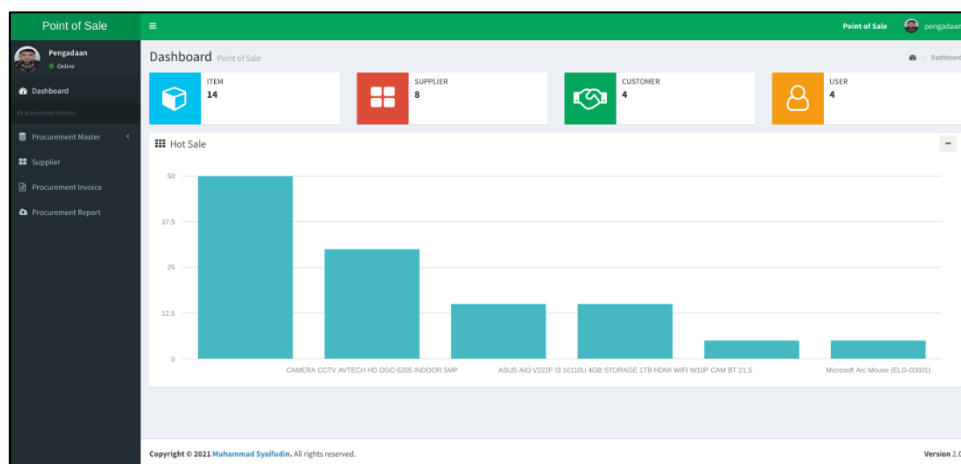 Point of Sale
Point of Sale pengadaan
Pengadaan
Online
Dashboard
Procurement Admin
Procurement Master
Supplier
Procurement Invoice
Procurement Report
Dashboard Point of Sale
Dashboard
ITEM
14
SUPPLIER
8
CUSTOMER
4
USER
4
Hot Sale
50
37.5
25
12.5
0
CAMERA CCTV AVTECH HD DGC-5205 INDOOR 5MP
ASUS AIO V222F I3 10110U 4GB STORAGE 1TB HDMI WIFI W10P CAM BT 21.5
Microsoft Arc Mouse (ELG-00001)
Copyright © 2021 Muhammad Syaifudin. All rights reserved.
Version 2.0